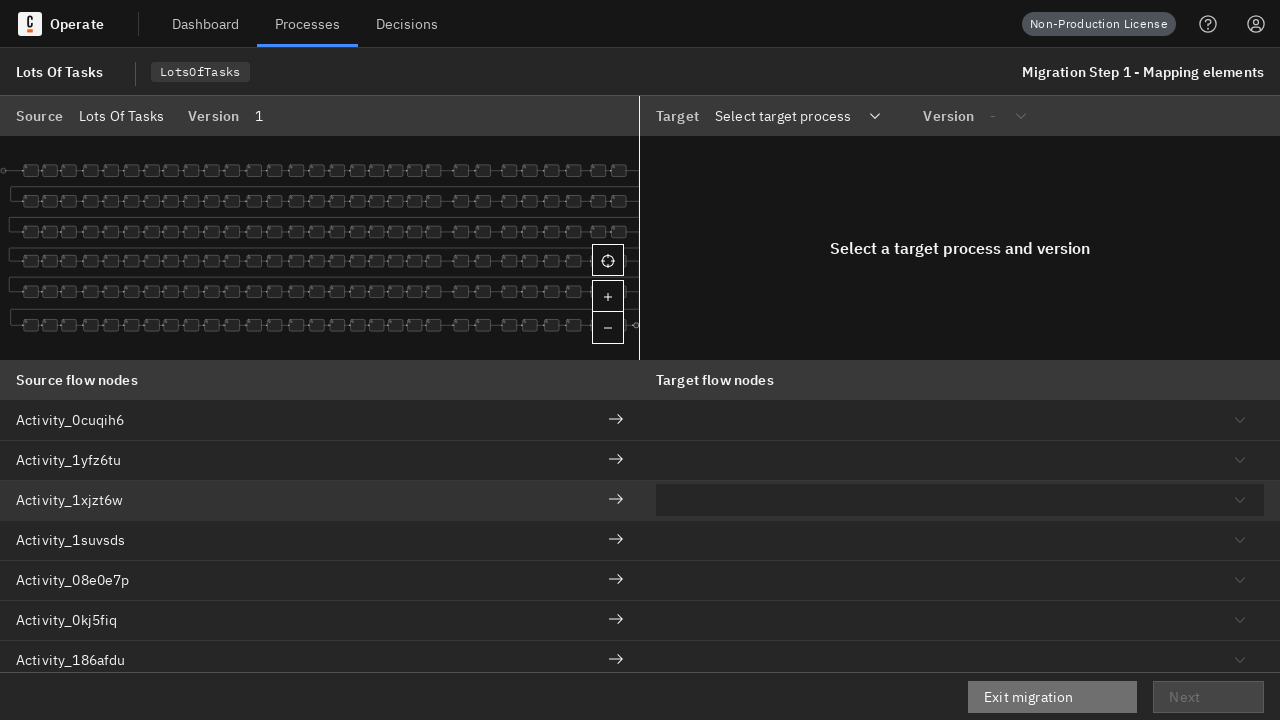 Operate
Dashboard
Processes
Decisions
Non-Production License
Lots Of Tasks
LotsOfTasks
Migration Step 1 - Mapping elements
Source Lots Of Tasks Version 1
Target Select target process Version -
Select a target process and version
Source flow nodes
Target flow nodes
Activity_0cuqih6
Activity_1yfz6tu
Activity_1xjzt6w
Activity_1suvsds
Activity_08e0e7p
Activity_0kj5fiq
Activity_186afdu
Exit migration
Next